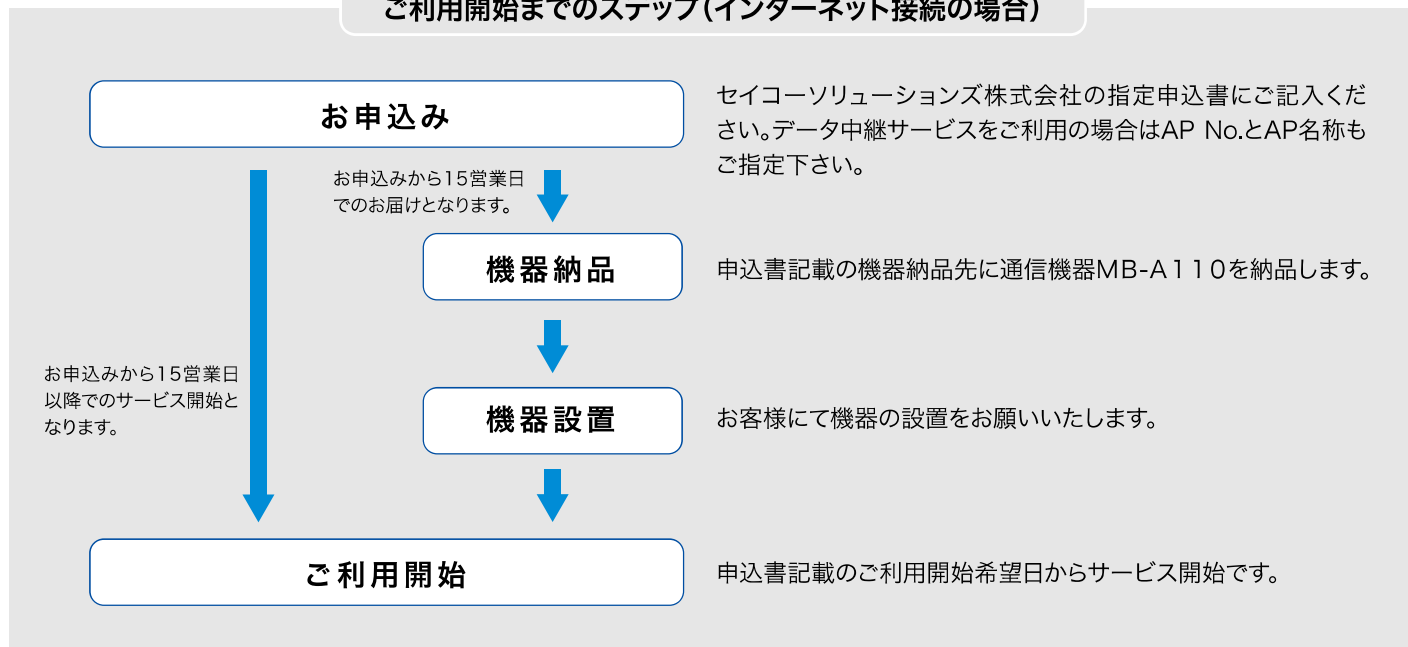 ご利用開始までのステップ(インターネット接続の場合)
お申込み
セイコーソリューションズ株式会社の指定申込書にご記入くだ
さい。データ中継サービスをご利用の場合はAP No.とAP名称も
ご指定下さい。
お申込みから15営業日
でのお届けとなります。
機器納品
申込書記載の機器納品先に通信機器MB-A110を納品します。
お申込みから15営業日
以降でのサービス開始と
なります。
機器設置
お客様にて機器の設置をお願いいたします。
ご利用開始
申込書記載のご利用開始希望日からサービス開始です。